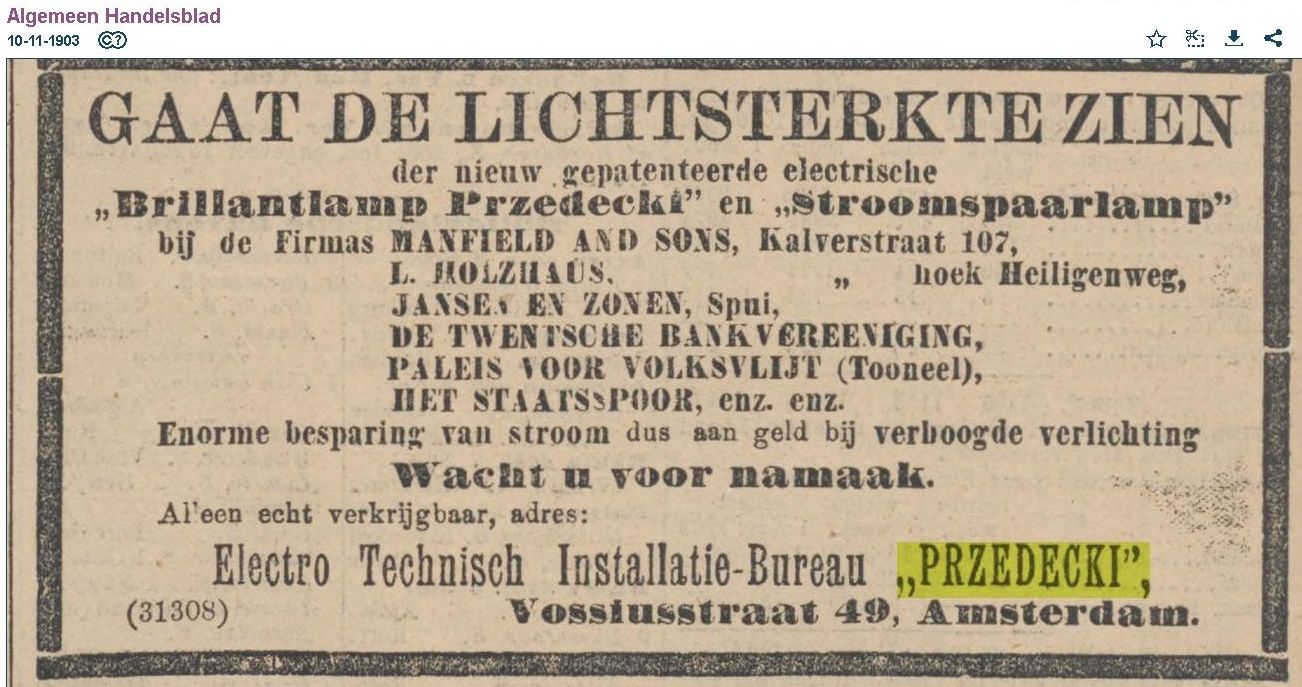 Algemeen Handelsblad
10-11-1903
GAAT DE LICHTSTERKTE ZIEN
der nieuw gepatenteerde electrische
„Brillantlamp Przedecki” en „Stroomspaarlamp”
bij de Firmas MANFIELD AND SONS, Kalverstraat 107,
L. HOLZHAUS, „ hoek Heiligenweg,
JANSEN EN ZONEN, Spui,
DE TWENTSCHE BANKVEREENIGING,
PALEIS VOOR VOLKSVLIJT (Tooneel),
HET STAATSSPOOR, enz. enz.
Enorme besparing van stroom dus aan geld bij verhoogde verlichting
Wacht u voor namaak.
Al'een echt verkrijgbaar, adres:
Electro Technisch Installatie-Bureau „PRZEDECKI”,
(31308) Vossiusstraat 49, Amsterdam.